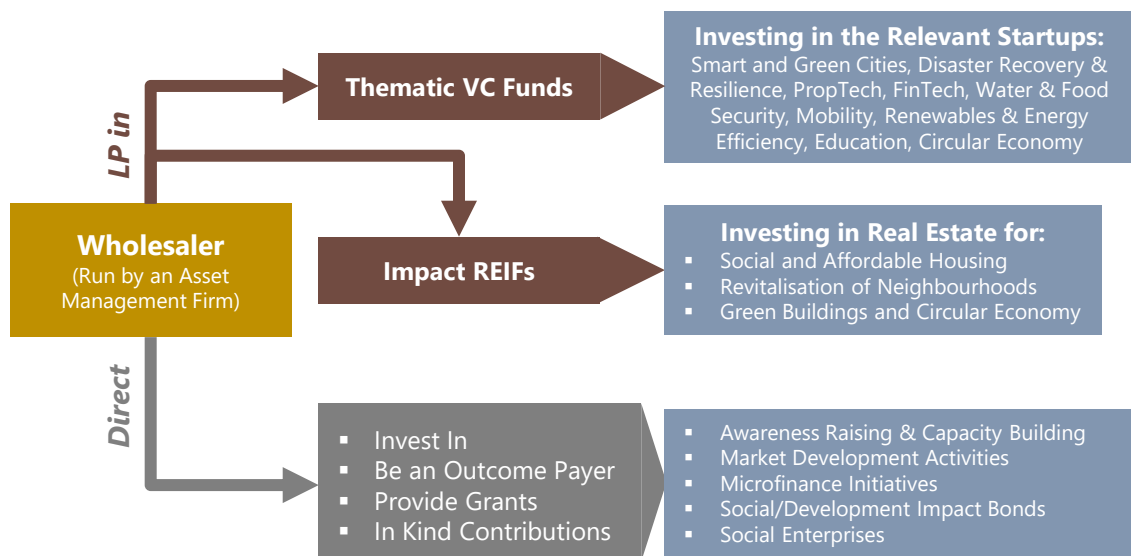 Investing in the Relevant Startups:
Smart and Green Cities, Disaster Recovery &
Resilience, PropTech, FinTech, Water & Food
Security, Mobility, Renewables & Energy
Efficiency, Education, Circular Economy
Thematic VC Funds
LP in
Wholesaler
(Run by an Asset
Management Firm)
Impact REIFs
Investing in Real Estate for:
▪ Social and Affordable Housing
▪ Revitalisation of Neighbourhoods
▪ Green Buildings and Circular Economy
Direct
▪ Invest In
▪ Be an Outcome Payer
▪ Provide Grants
▪ In Kind Contributions
▪ Awareness Raising & Capacity Building
▪ Market Development Activities
▪ Microfinance Initiatives
▪ Social/Development Impact Bonds
▪ Social Enterprises